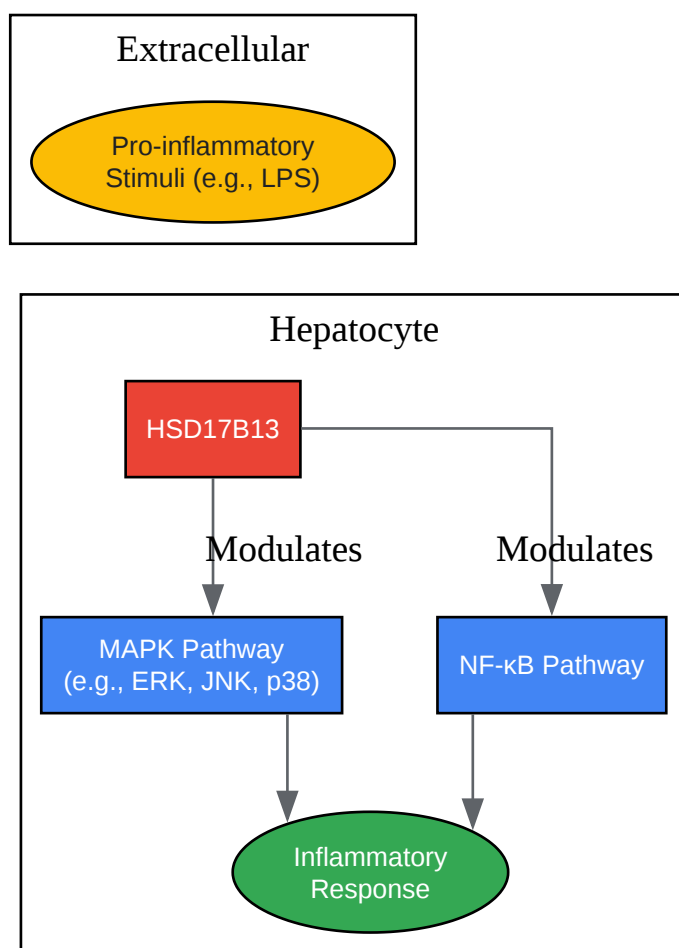 Extracellular
Pro-inflammatory
Stimuli (e.g., LPS)
Hepatocyte
HSD17B13
Modulates
Modulates
MAPK Pathway
(e.g., ERK, JNK, p38)
NF-κB Pathway
Inflammatory
Response